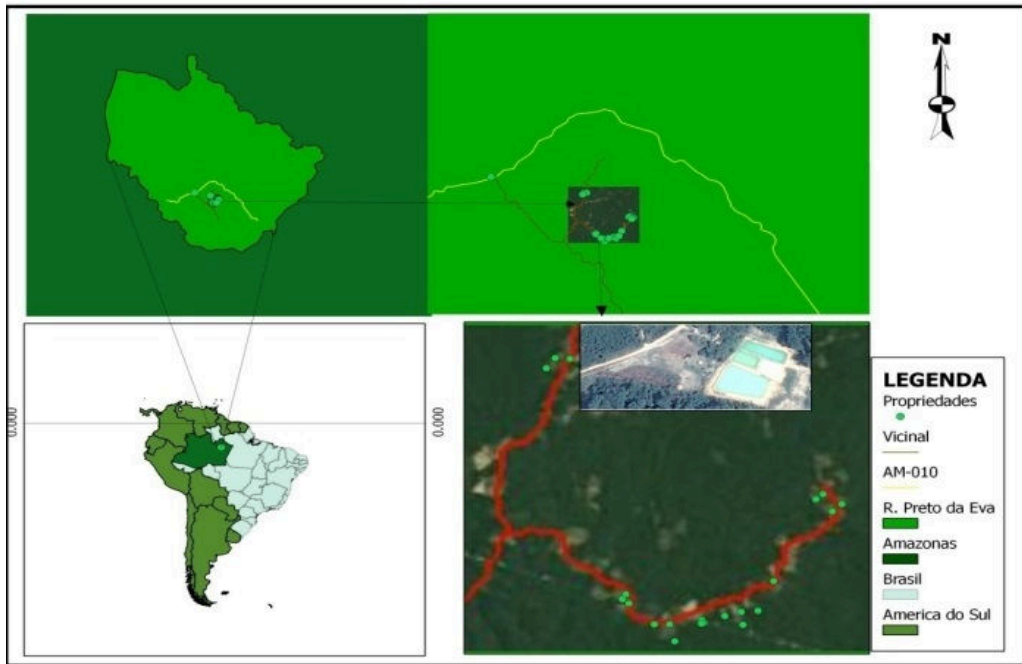 N
0.000
0.000
LEGENDA
Propriedades
Vicinal
AM-010
R. Preto da Eva
Amazonas
Brasil
America do Sul